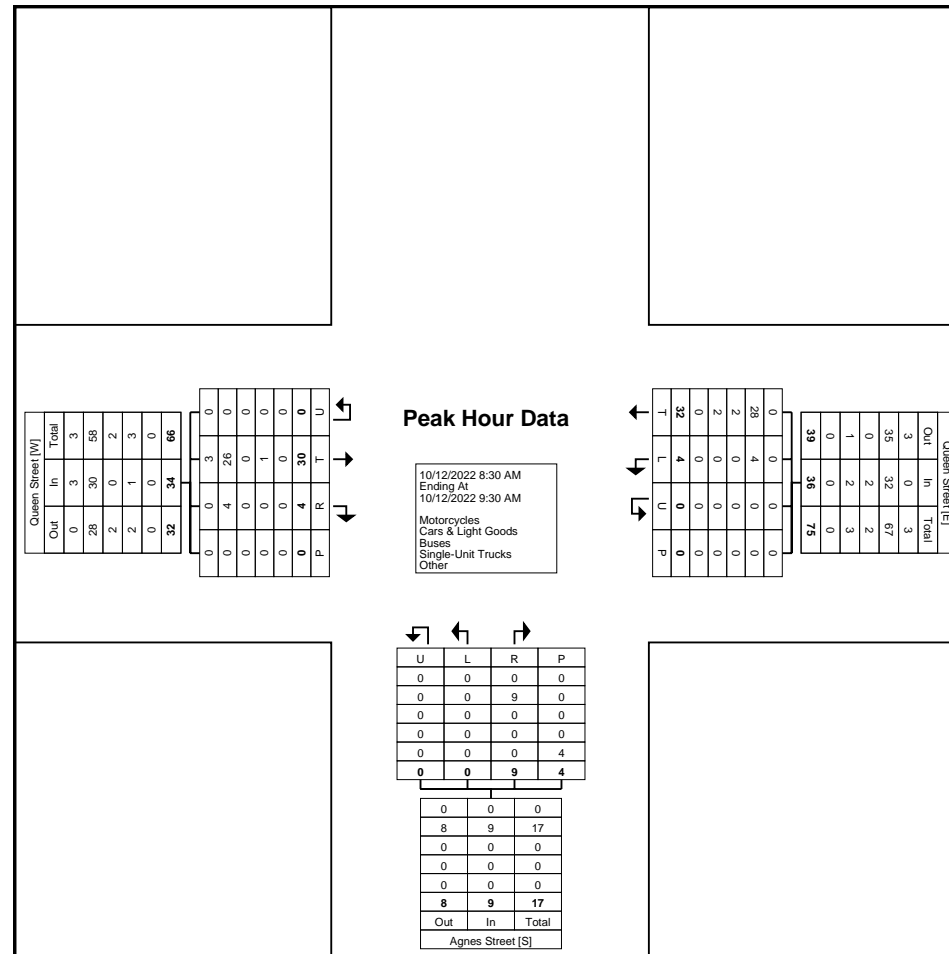 Peak Hour Data
10/12/2022 8:30 AM
Ending At
10/12/2022 9:30 AM
Motorcycles
Cars & Light Goods
Buses
Single-Unit Trucks
Other
Queen Street [W]
Out In Total
0 3 3
28 30 58
2 0 2
2 1 3
0 0 0
32 34 66
U T R P
0 30 4 0
0 0 0 0
0 1 0 0
0 0 0 0
0 26 4 0
0 3 0 0
Queen Street [E]
Out In Total
3 0 3
35 32 67
0 2 2
1 2 3
0 0 0
39 36 75
0 0 0 0
28 4 0 0
2 0 0 0
2 0 0 0
0 0 0 0
32 4 0 0
T L U P
U L R P
0 0 0 0
0 0 9 0
0 0 0 0
0 0 0 0
0 0 0 4
0 0 9 4
0 0 0
8 9 17
0 0 0
0 0 0
0 0 0
8 9 17
Out In Total
Agnes Street [S]